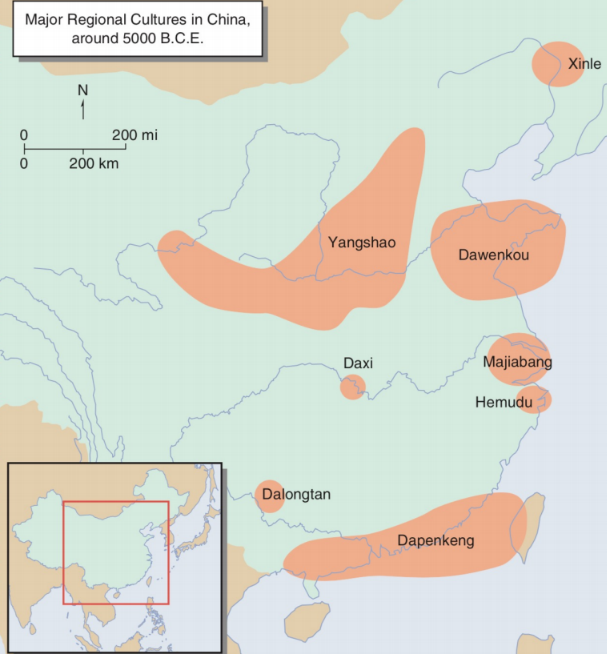 Major Regional Cultures in China,
around 5000 B.C.E.
N
0 200 mi
0 200 km
Xinle
Yangshao
Dawenkou
Daxi
Majiabang
Hemudu
Dalongtan
Dapenkeng